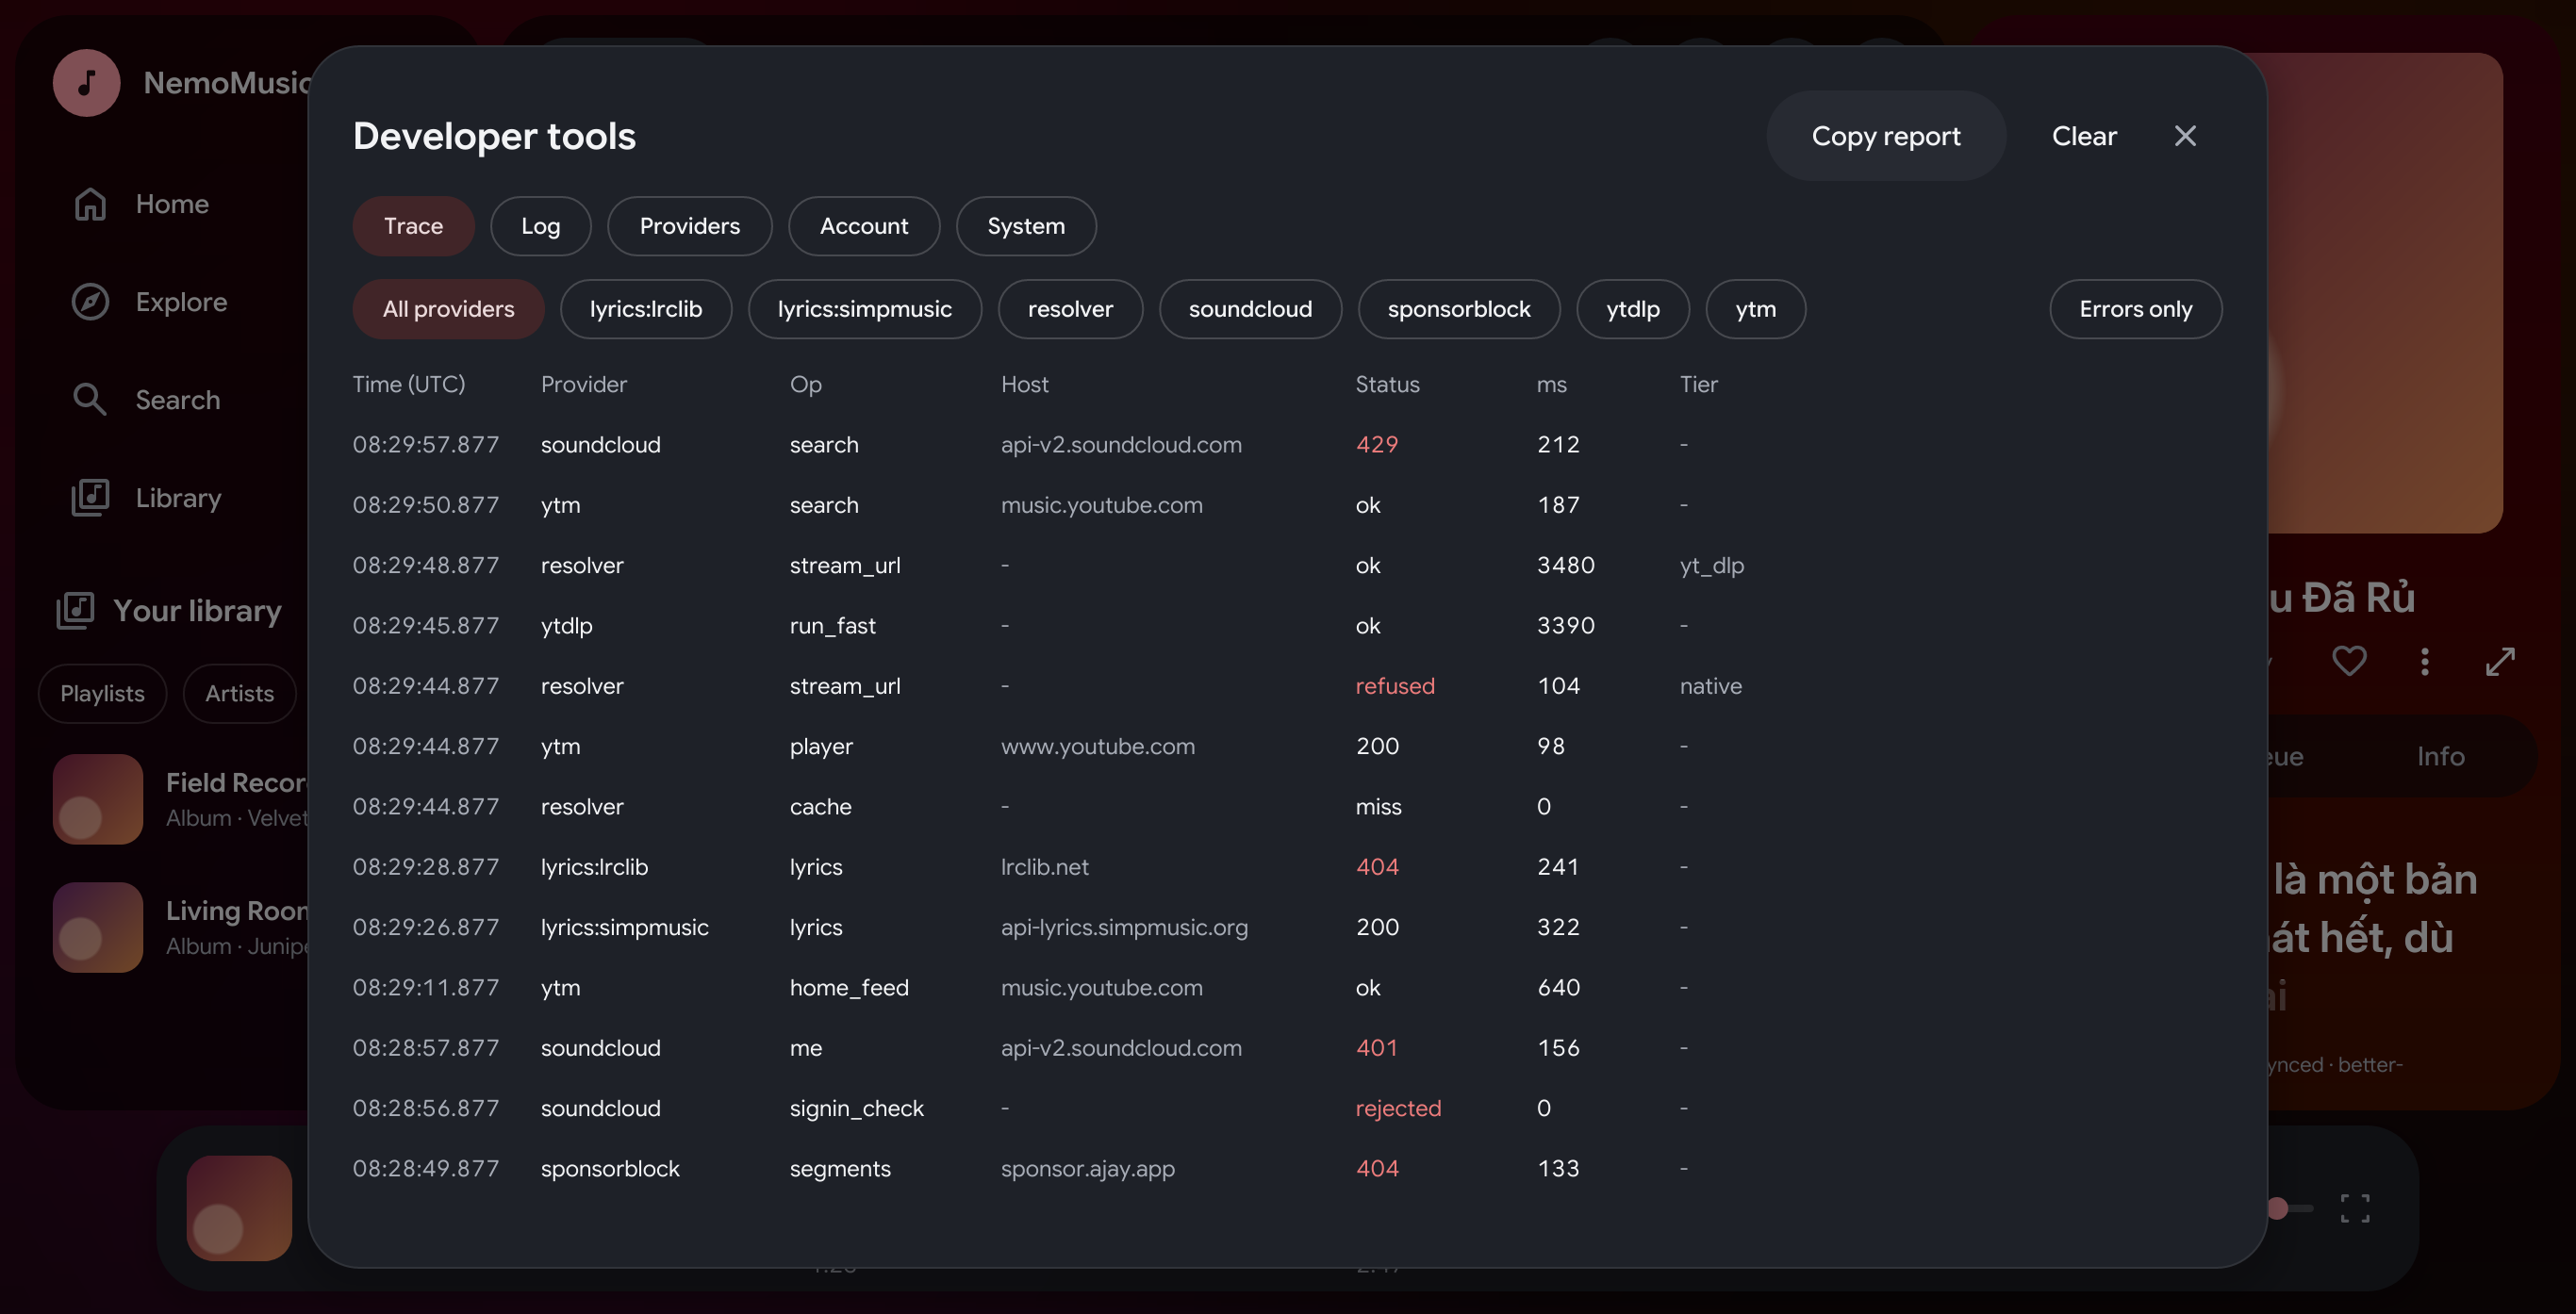 NemoMusic
Home
Explore
Search
Library
Your library
Playlists
Artists
Album
Album
Developer tools
Copy report
Clear
Trace
Log
Providers
Account
System
All providers
lyrics:lrclib
lyrics:simpmusic
resolver
soundcloud
sponsorblock
ytdlp
ytm
Errors only
Time (UTC) Provider Op Host Status ms Tier
08:29:57.877 soundcloud search api-v2.soundcloud.com 429 212 -
08:29:50.877 ytm search music.youtube.com ok 187 -
08:29:48.877 resolver stream_url - ok 3480 yt_dlp
08:29:45.877 ytdlp run_fast - ok 3390 -
08:29:44.877 resolver stream_url - refused 104 native
08:29:44.877 ytm player www.youtube.com 200 98 -
08:29:44.877 resolver cache - miss 0 -
08:29:28.877 lyrics:lrclib lyrics lrclib.net 404 241 -
08:29:26.877 lyrics:simpmusic lyrics api-lyrics.simpmusic.org 200 322 -
08:29:11.877 ytm home_feed music.youtube.com ok 640 -
08:28:57.877 soundcloud me api-v2.soundcloud.com 401 156 -
08:28:56.877 soundcloud signin_check - rejected 0 -
08:28:49.877 sponsorblock segments sponsor.ajay.app 404 133 -
Đã Rủ
Info
là một bản
hết, dù
better-